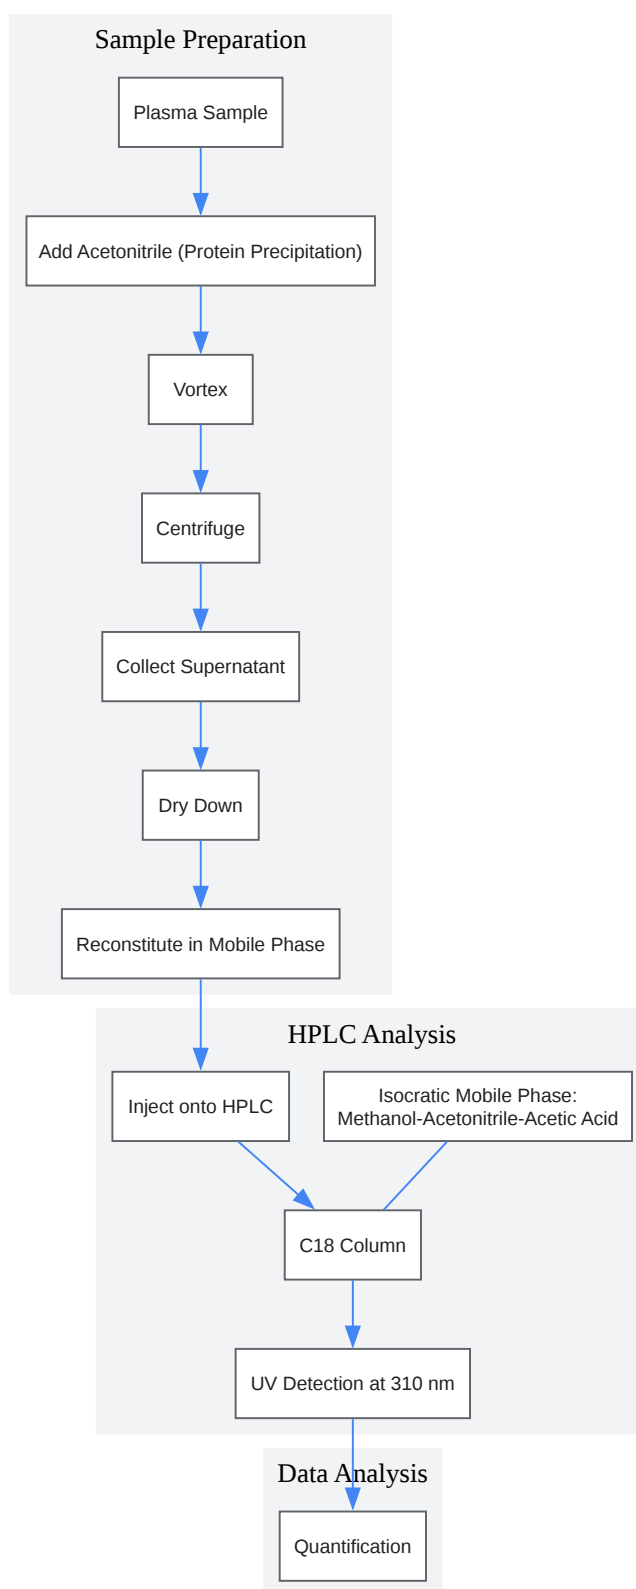 Sample Preparation
Plasma Sample
Add Acetonitrile (Protein Precipitation)
Vortex
Centrifuge
Collect Supernatant
Dry Down
Reconstitute in Mobile Phase
HPLC Analysis
Inject onto HPLC
Isocratic Mobile Phase:
Methanol-Acetonitrile-Acetic Acid
C18 Column
UV Detection at 310 nm
Data Analysis
Quantification